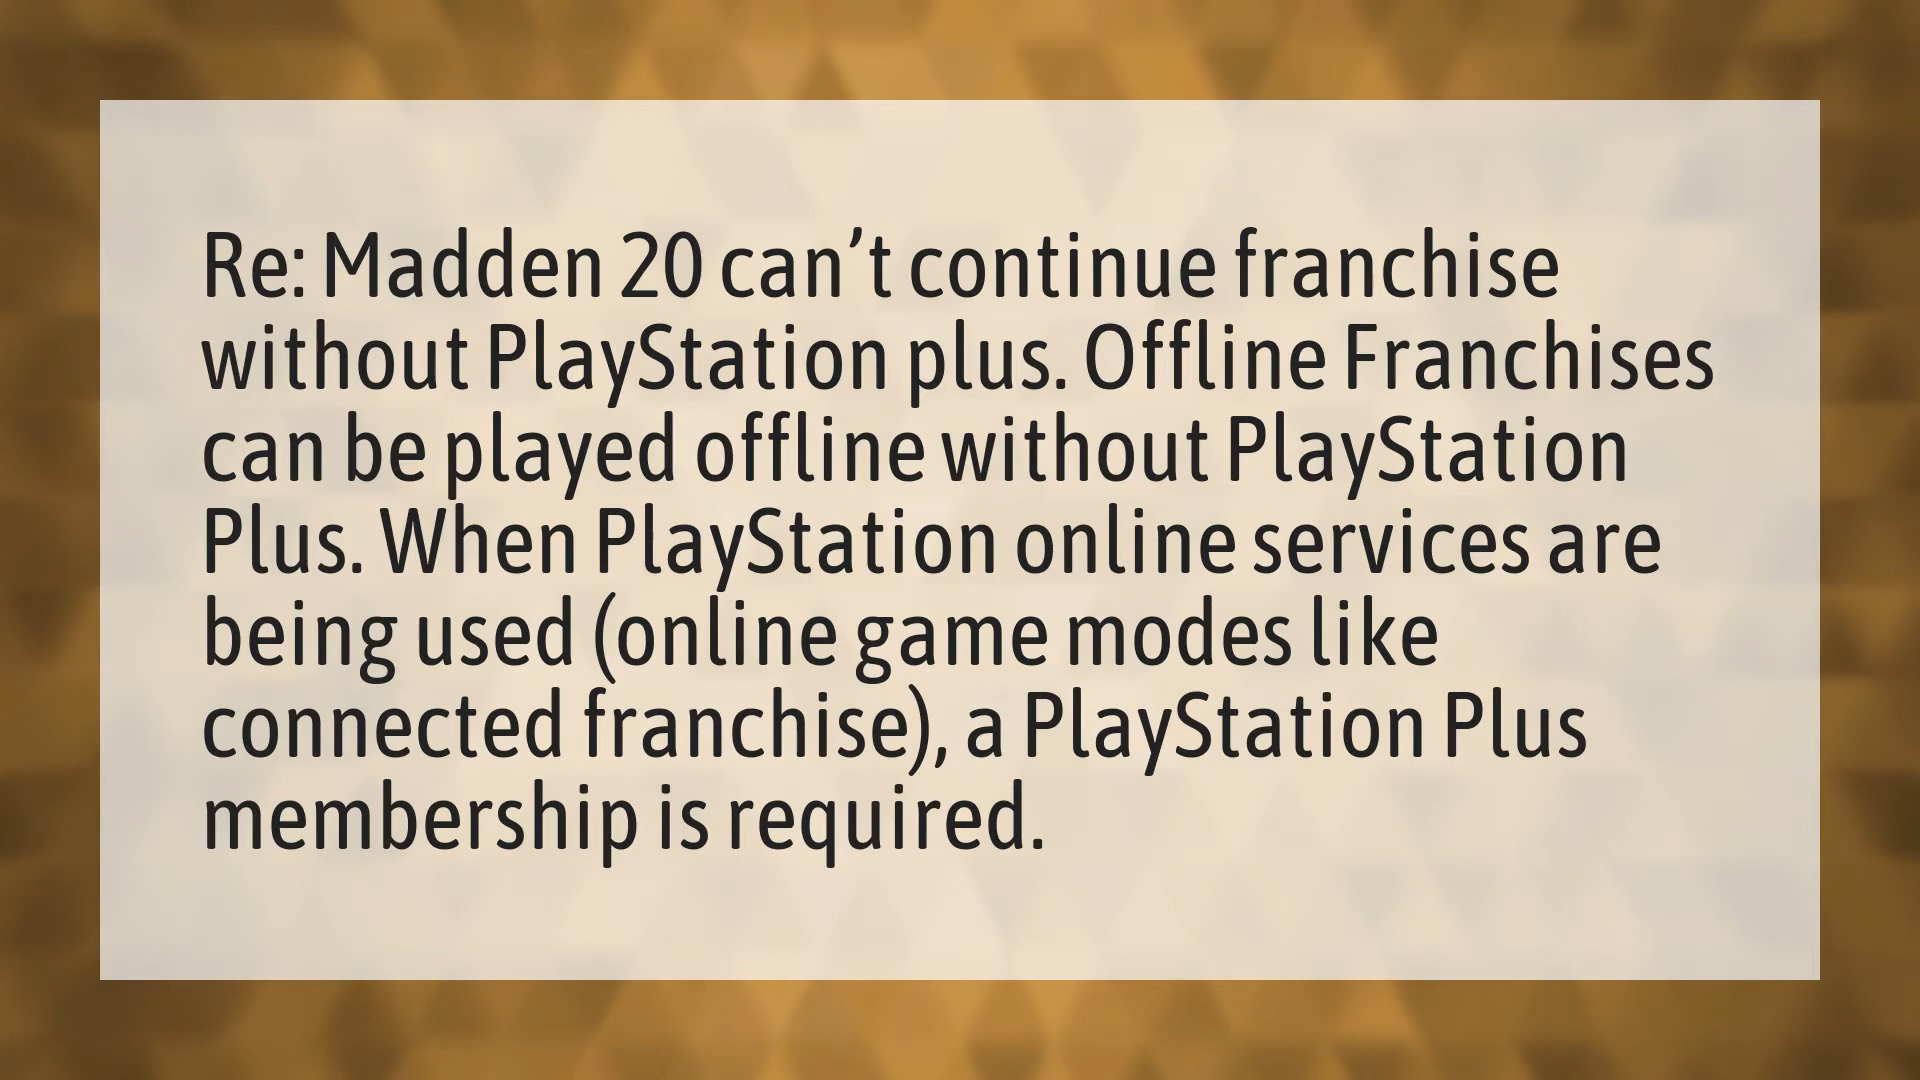 Re: Madden 20 can’t continue franchise
without PlayStation plus. Offline Franchises
can be played offline without PlayStation
Plus. When PlayStation online services are
being used (online game modes like
connected franchise), a PlayStation Plus
membership is required.